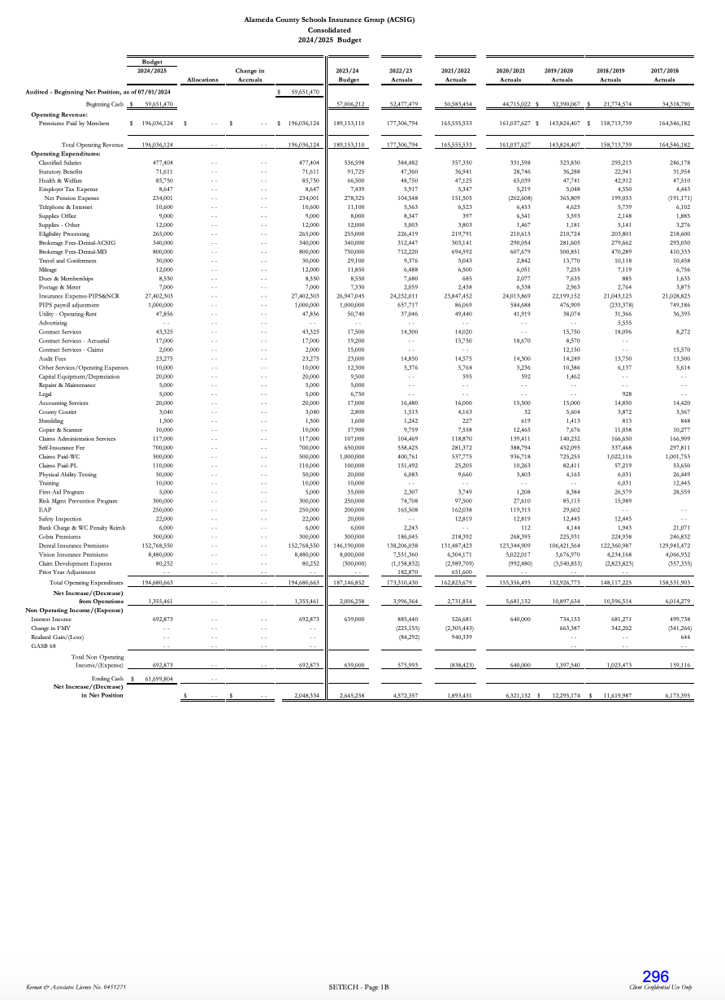 Alameda County Schools Insurance Group (ACSIG)
Consolidated
2024/2025 Budget
Budget
2024/2025 Allocations Change in Accruals 2023/24 Budget 2022/23 Actuals 2021/2022 Actuals 2020/2021 Actuals 2019/2020 Actuals 2018/2019 Actuals 2017/2018 Actuals
Audited - Beginning Net Position, as of 07/01/2024 $ 59,651,470
Beginning Cash $ 59,651,470 57,006,212 52,477,479 50,583,454 44,715,022 $ 32,390,067 $ 21,774,574 34,318,790
Operating Revenue:
Premiums Paid by Members $ 196,036,124 $ - - $ - - $ 196,036,124 189,153,110 177,306,794 165,555,533 161,037,627 $ 143,824,407 $ 158,713,739 164,546,182
Total Operating Revenue 196,036,124 - - - - 196,036,124 189,153,110 177,306,794 165,555,533 161,037,627 143,824,407 158,713,739 164,546,182
Operating Expenditures:
Classified Salaries 477,404 - - - - 477,404 536,598 384,482 357,350 331,598 323,830 295,213 286,178
Statutory Benefits 71,611 - - - - 71,611 91,725 47,360 36,941 28,746 36,288 22,941 31,954
Health & Welfare 85,750 - - - - 85,750 66,500 48,750 47,125 65,039 47,741 42,912 47,510
Employer Tax Expense 8,647 - - - - 8,647 7,439 5,917 5,347 5,219 5,048 4,550 4,443
Net Pension Expense 234,001 - - - - 234,001 278,325 104,548 151,505 (202,608) 365,809 199,053 (191,171)
Telephone & Internet 10,600 - - - - 10,600 11,100 5,563 6,523 6,453 4,625 5,739 6,102
Supplies Office 9,000 - - - - 9,000 8,000 8,347 397 6,541 3,593 2,148 1,885
Supplies - Other 12,000 - - - - 12,000 12,000 5,003 3,803 1,467 1,181 5,141 3,276
Eligibility Processing 265,000 - - - - 265,000 255,000 226,419 219,791 210,615 210,724 203,801 218,600
Brokerage Fees-Dental-ACSIG 340,000 - - - - 340,000 340,000 312,447 303,141 290,054 281,605 279,662 293,050
Brokerage Fees-Dental-MD 800,000 - - - - 800,000 750,000 712,220 694,592 607,679 500,851 470,289 410,333
Travel and Conferences 30,000 - - - - 30,000 29,100 9,376 5,043 2,842 13,770 10,118 10,458
Mileage 12,000 - - - - 12,000 11,850 6,488 6,500 6,051 7,255 7,119 6,756
Dues & Memberships 8,550 - - - - 8,550 8,550 7,680 685 2,077 7,635 885 1,635
Postage & Meter 7,000 - - - - 7,000 7,330 2,059 2,458 6,338 2,963 2,764 3,875
Insurance Expense-PIPS&NCR 27,402,303 - - - - 27,402,303 26,947,045 24,232,011 23,847,452 24,013,869 22,199,152 21,043,123 21,028,823
PIPS payroll adjustment 1,000,000 - - - - 1,000,000 1,000,000 657,717 86,069 584,688 476,909 (233,378) 749,186
Utility - Operating-Rent 47,856 - - - - 47,856 50,740 37,046 49,440 41,919 38,074 31,366 36,395
Advertising - - - - - - - - - - - - - - 5,535
Contract Services 43,325 - - - - 43,325 17,500 14,300 14,020 - - 15,750 18,096 8,272
Contract Services - Actuarial 17,000 - - - - 17,000 19,200 - - 15,750 18,670 8,570 - -
Contract Services - Claims 2,000 - - - - 2,000 15,000 - - - - 12,150 - - 15,570
Audit Fees 23,275 - - - - 23,275 23,000 14,850 14,575 14,300 14,249 13,750 13,500
Other Services/Operating Expenses 10,000 - - - - 10,000 12,300 5,376 5,764 3,236 10,386 6,137 5,614
Capital Equipment/Depreciation 20,000 - - - - 20,000 9,500 - - 595 592 1,462 - - - -
Repairs & Maintenance 5,000 - - - - 5,000 5,000 - - - - - - - - - -
Legal 5,000 - - - - 5,000 6,750 - - - - - - 928 - -
Accounting Services 20,000 - - - - 20,000 17,000 16,480 16,000 15,500 15,000 14,850 14,420
County Courier 3,040 - - - - 3,040 2,800 1,513 4,163 32 5,604 3,872 3,567
Shredding 1,500 - - - - 1,500 1,600 1,242 227 619 1,413 813 848
Copier & Scanner 10,000 - - - - 10,000 17,900 9,759 7,558 12,465 7,676 11,058 10,277
Claims Administration Services 117,000 - - - - 117,000 107,000 104,469 118,870 139,411 140,232 166,650 166,909
Self-Insurance Fee 700,000 - - - - 700,000 650,000 558,425 281,372 388,794 432,095 337,468 297,811
Claims Paid-WC 500,000 - - - - 500,000 1,000,000 400,761 537,775 936,718 725,255 1,022,116 1,001,753
Claims Paid-PL 110,000 - - - - 110,000 100,000 151,492 25,205 10,263 82,411 57,219 53,650
Physical Ability Testing 50,000 - - - - 50,000 20,000 6,083 9,660 3,403 4,165 6,031 26,449
Training 10,000 - - - - 10,000 10,000 - - - - - - 6,031 12,445
First-Aid Program 5,000 - - - - 5,000 35,000 2,307 3,749 1,208 8,384 26,579 28,559
Risk Mgmt Prevention Program 300,000 - - - - 300,000 250,000 74,708 97,500 27,610 85,115 15,989
EAP 250,000 - - - - 250,000 200,000 165,508 162,038 119,315 29,602 - - - -
Safety Inspection 22,000 - - - - 22,000 20,000 - - 12,819 12,819 12,445 12,445 - -
Bank Charge & WC Penalty Reimb 6,000 - - - - 6,000 6,000 2,243 - - 112 4,144 1,943 21,071
Cobra Premiums 300,000 - - - - 300,000 300,000 186,045 218,392 268,395 225,931 224,938 246,832
Dental Insurance Premiums 152,768,550 - - - - 152,768,550 146,190,000 138,206,038 131,487,423 123,344,909 106,421,564 122,360,987 129,945,472
Vision Insurance Premiums 8,480,000 - - - - 8,480,000 8,000,000 7,551,360 6,304,171 5,022,017 3,676,970 4,234,168 4,066,932
Claim Development Expense 80,252 - - - - 80,252 (300,000) (1,158,832) (2,989,709) (992,480) (3,540,853) (2,823,823) (357,335)
Prior Year Adjustment - - - - - - - - - - 182,870 651,600 - - - - - -
Total Operating Expenditures 194,680,663 - - - - 194,680,663 187,146,852 173,310,430 162,823,679 155,356,495 132,926,773 148,117,225 158,531,903
Net Increase/(Decrease)
from Operations 1,355,461 - - - - 1,355,461 2,006,258 3,996,364 2,731,854 5,681,132 10,897,634 10,596,514 6,014,279
Non Operating Income/(Expense)
Interest Income 692,873 - - - - 692,873 639,000 885,440 526,681 640,000 734,153 681,271 499,738
Change in FMV - - - - - - - - (225,155) (2,305,443) 663,387 342,202 (341,266)
Realized Gain/(Loss) - - - - - - - - (84,292) 940,339 - - - - 644
GASB 68 - - - - - - - - - - - - - -
Total Non Operating
Income/(Expense) 692,873 - - - - 692,873 639,000 575,993 (838,423) 640,000 1,397,540 1,023,473 159,116
Ending Cash $ 61,699,804 - -
Net Increase/(Decrease)
in Net Position $ - - $ - - 2,048,334 2,645,258 4,572,357 1,893,431 6,321,132 $ 12,295,174 $ 11,619,987 6,173,395
296
Keenan & Associates License No. 0451271 SETECH - Page 1B Client Confidential Use Only